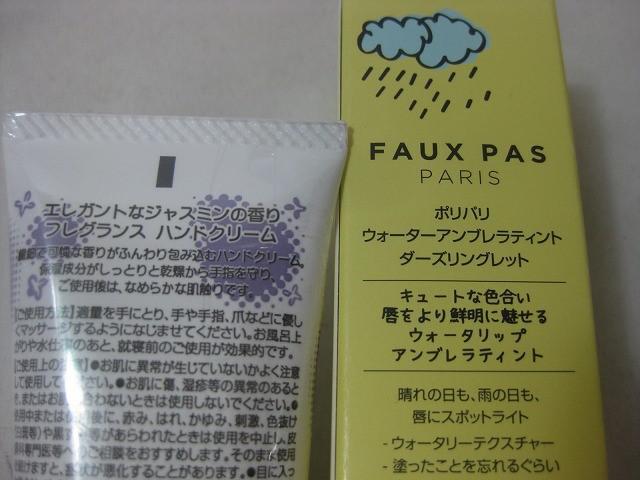 エレガントなジャスミンの香り
フレグランス ハンドクリーム
繊細で可憐な香りがふんわり包み込むハンドクリーム。
保湿成分がしっとりと乾燥から手指を守り、
ご使用後は、なめらかな肌触りです。
【ご使用方法】適量を手にとり、手や手指、爪などに優し
くマッサージするようになじませてください。お風呂上
がりや水仕事のあと、就寝前のご使用が効果的です。
【ご使用上の注意】●お肌に異常が生じていないかよく注意
して使用してください。●お肌に傷、湿疹等の異常のあると
き、またはお肌に合わないときは使用しないでください。●
使用中または使用後に、赤み、はれ、かゆみ、刺激、色抜け
(白斑等)や黒ずみ等があらわれたときは使用を中止し、皮
膚科専門医等へのご相談をおすすめします。そのまま使用
を続けますと、症状が悪化することがあります。●目に入っ
FAUX PAS
PARIS
ポリパリ
ウォーターアンブレラティント
ダーズリングレット
キュートな色合い
唇をより鮮明に魅せる
ウォータリップ
アンブレラティント
晴れの日も、雨の日も、
唇にスポットライト
- ウォータリーテクスチャー
- 塗ったことを忘れるぐらい